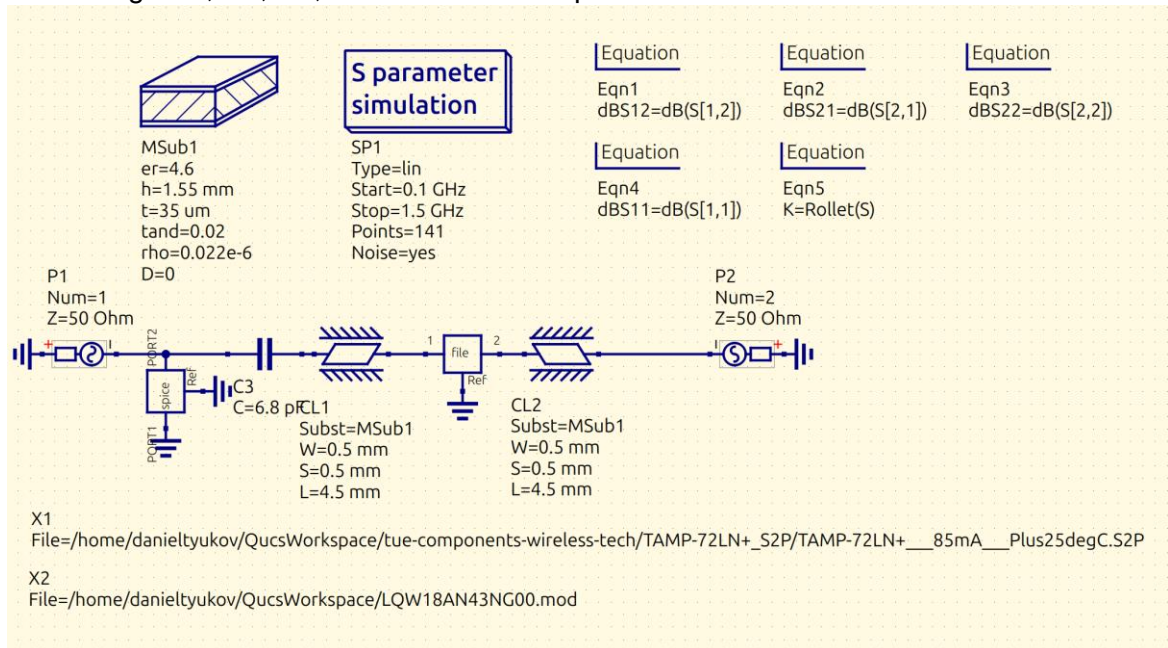 Equation
Equation
Equation
S parameter
simulation
Eqn1
dBS12=dB(S[1,2])
Eqn2
dBS21=dB(S[2,1])
Eqn3
dBS22=dB(S[2,2])
MSub1
er=4.6
h=1.55 mm
t=35 um
tand=0.02
rho=0.022e-6
D=0
SP1
Type=lin
Start=0.1 GHz
Stop=1.5 GHz
Points=141
Noise=yes
Equation
Equation
Eqn4
dBS11=dB(S[1,1])
Eqn5
K=Rollet(S)
P1
Num=1
Z=50 Ohm
P2
Num=2
Z=50 Ohm
PORT2
spice
Ref
PORT1
C3
C=6.8 pF
CL1
Subst=MSub1
W=0.5 mm
S=0.5 mm
L=4.5 mm
1
file
2
Ref
CL2
Subst=MSub1
W=0.5 mm
S=0.5 mm
L=4.5 mm
X1
File=/home/danieltyukov/QucsWorkspace/tue-components-wireless-tech/TAMP-72LN+_S2P/TAMP-72LN+___85mA___Plus25degC.S2P
X2
File=/home/danieltyukov/QucsWorkspace/LQW18AN43NG00.mod